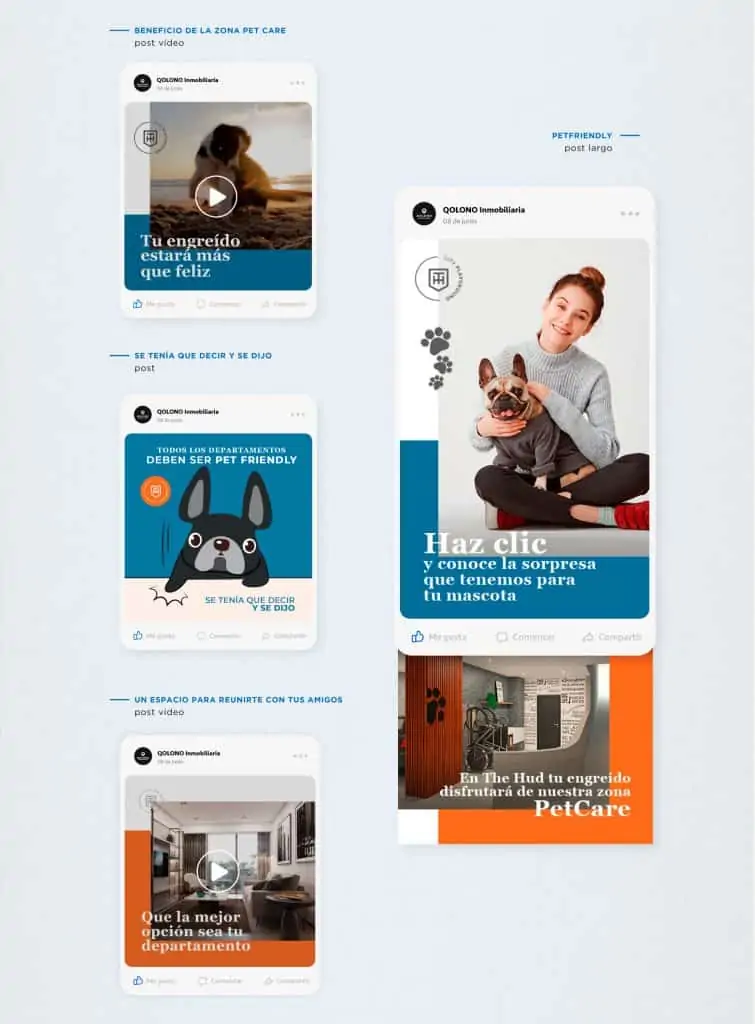 BENEFICIO DE LA ZONA PET CARE
post vídeo
QOLONO Inmobiliaria
08 de junio
Tu engreído
estará más
que feliz
Me gusta
Comentar
Compartir
SE TENÍA QUE DECIR Y SE DIJO
post
QOLONO Inmobiliaria
08 de junio
TODOS LOS DEPARTAMENTOS
DEBEN SER PET FRIENDLY
SE TENÍA QUE DECIR
Y SE DIJO
Me gusta
Comentar
Compartir
UN ESPACIO PARA REUNIRTE CON TUS AMIGOS
post vídeo
QOLONO Inmobiliaria
08 de junio
Que la mejor
opción sea tu
departamento
Me gusta
Comentar
Compartir
PETFRIENDLY
post largo
QOLONO Inmobiliaria
08 de junio
CITY PLAYGROUND
Haz clic
y conoce la sorpresa
que tenemos para
tu mascota
Me gusta
Comentar
Compartir
En The Hud tu engreído
disfrutará de nuestra zona
PetCare